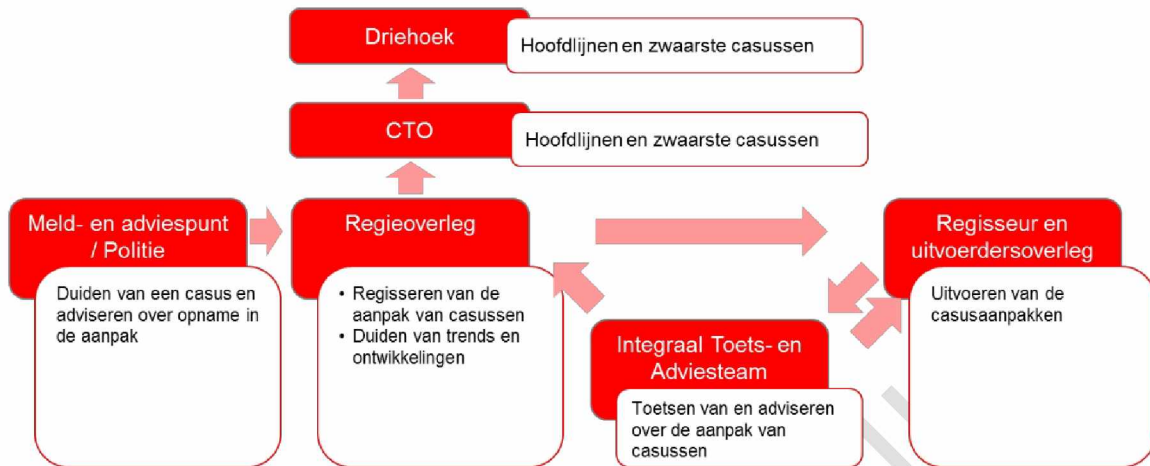 Driehoek
Hoofdlijnen en zwaarste casussen
CTO
Hoofdlijnen en zwaarste casussen
Meld- en adviespunt
/ Politie
Duiden van een casus en
adviseren over opname in
de aanpak
Regieoverleg
• Regisseren van de
aanpak van casussen
• Duiden van trends en
ontwikkelingen
Integraal Toets- en
Adviesteam
Toetsen van en adviseren
over de aanpak van
casussen
Regisseur en
uitvoerdersoverleg
Uitvoeren van de
casusaanpakken